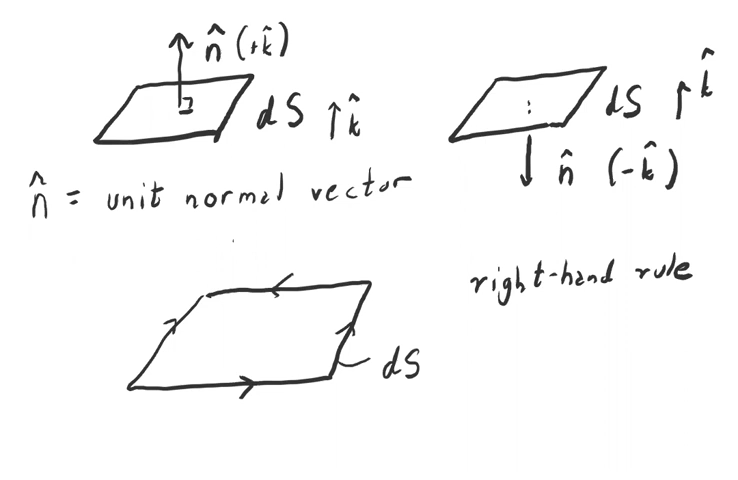 n̂ (+k̂)
dS ↑k̂
dS ↑k̂
n̂ (-k̂)
n̂ = unit normal vector
right-hand rule
dS